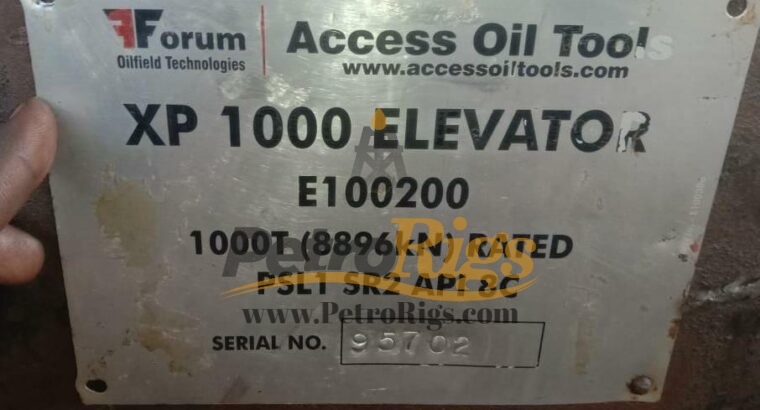 Forum
Oilfield Technologies
Access Oil Tools
www.accessoiltools.com
XP 1000 ELEVATOR
E100200
1000T (8896kN) RATED
PetroRigs
PSL1 SR2 API 8C
www.PetroRigs.com
SERIAL NO. 95702